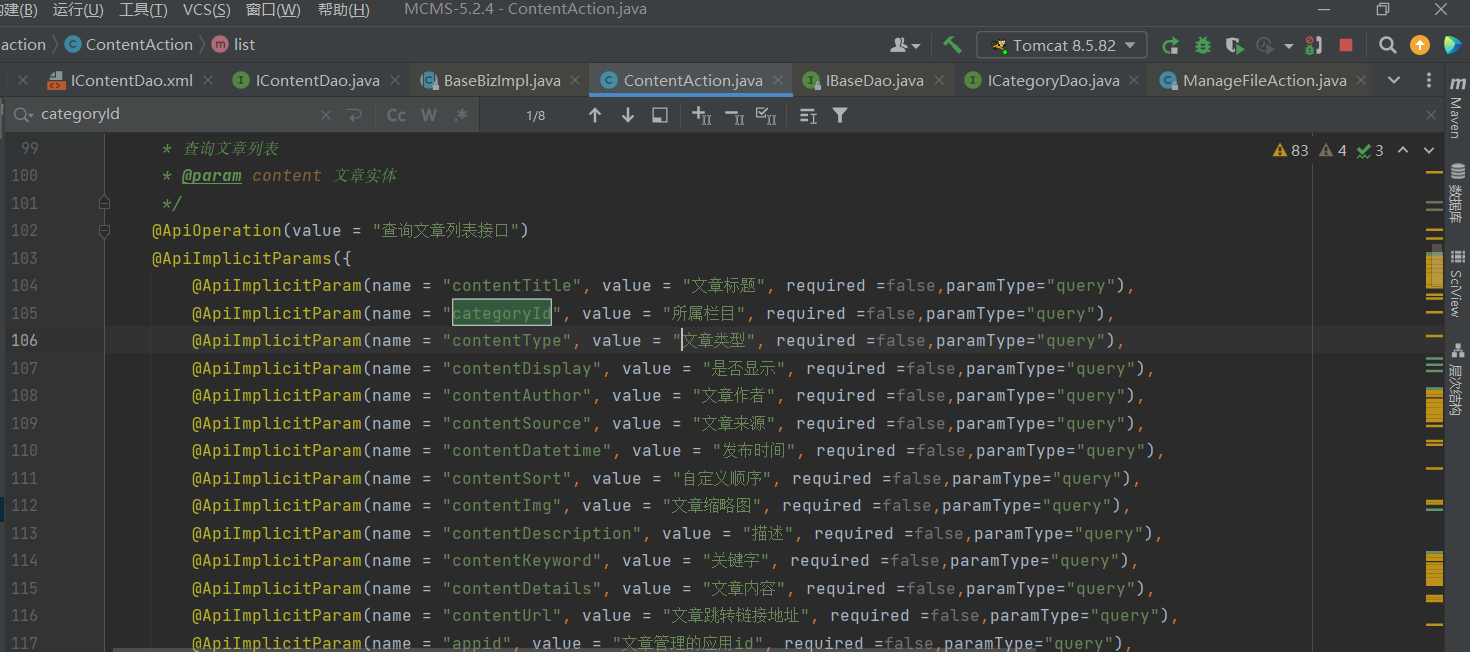 构建(B) 运行(U) 工具(T) VCS(S) 窗口(W) 帮助(H) MCMS-5.2.4 - ContentAction.java
action ContentAction list Tomcat 8.5.82
IContentDao.xml IContentDao.java BaseBizImpl.java ContentAction.java IBaseDao.java ICategoryDao.java ManageFileAction.java
categoryId Cc W .* 1/8
83 4 3
99 * 查询文章列表
100 * @param content 文章实体
101 */
102 @ApiOperation(value = "查询文章列表接口")
103 @ApiImplicitParams({
104 @ApiImplicitParam(name = "contentTitle", value = "文章标题", required =false,paramType="query"),
105 @ApiImplicitParam(name = "categoryId", value = "所属栏目", required =false,paramType="query"),
106 @ApiImplicitParam(name = "contentType", value = "文章类型", required =false,paramType="query"),
107 @ApiImplicitParam(name = "contentDisplay", value = "是否显示", required =false,paramType="query"),
108 @ApiImplicitParam(name = "contentAuthor", value = "文章作者", required =false,paramType="query"),
109 @ApiImplicitParam(name = "contentSource", value = "文章来源", required =false,paramType="query"),
110 @ApiImplicitParam(name = "contentDatetime", value = "发布时间", required =false,paramType="query"),
111 @ApiImplicitParam(name = "contentSort", value = "自定义顺序", required =false,paramType="query"),
112 @ApiImplicitParam(name = "contentImg", value = "文章缩略图", required =false,paramType="query"),
113 @ApiImplicitParam(name = "contentDescription", value = "描述", required =false,paramType="query"),
114 @ApiImplicitParam(name = "contentKeyword", value = "关键字", required =false,paramType="query"),
115 @ApiImplicitParam(name = "contentDetails", value = "文章内容", required =false,paramType="query"),
116 @ApiImplicitParam(name = "contentUrl", value = "文章跳转链接地址", required =false,paramType="query"),
117 @ApiImplicitParam(name = "appid", value = "文章管理的应用id", required =false,paramType="query"),
Maven
数据库
SciView
层次结构